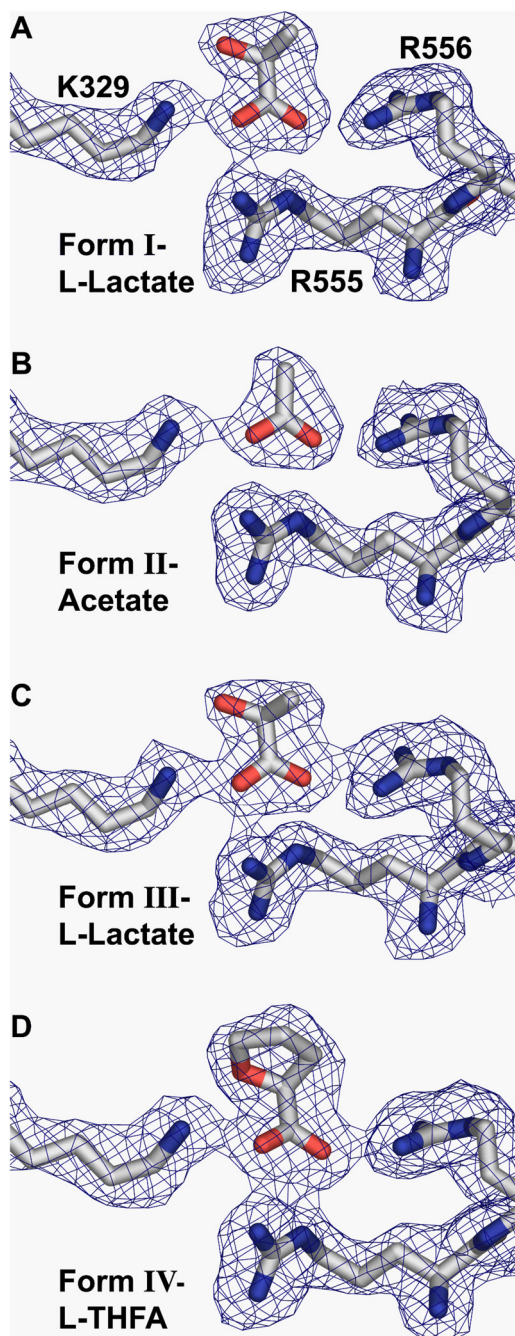 A
K329
R556
Form I-
L-Lactate
R555
B
Form II-
Acetate
C
Form III-
L-Lactate
D
Form IV-
L-THFA